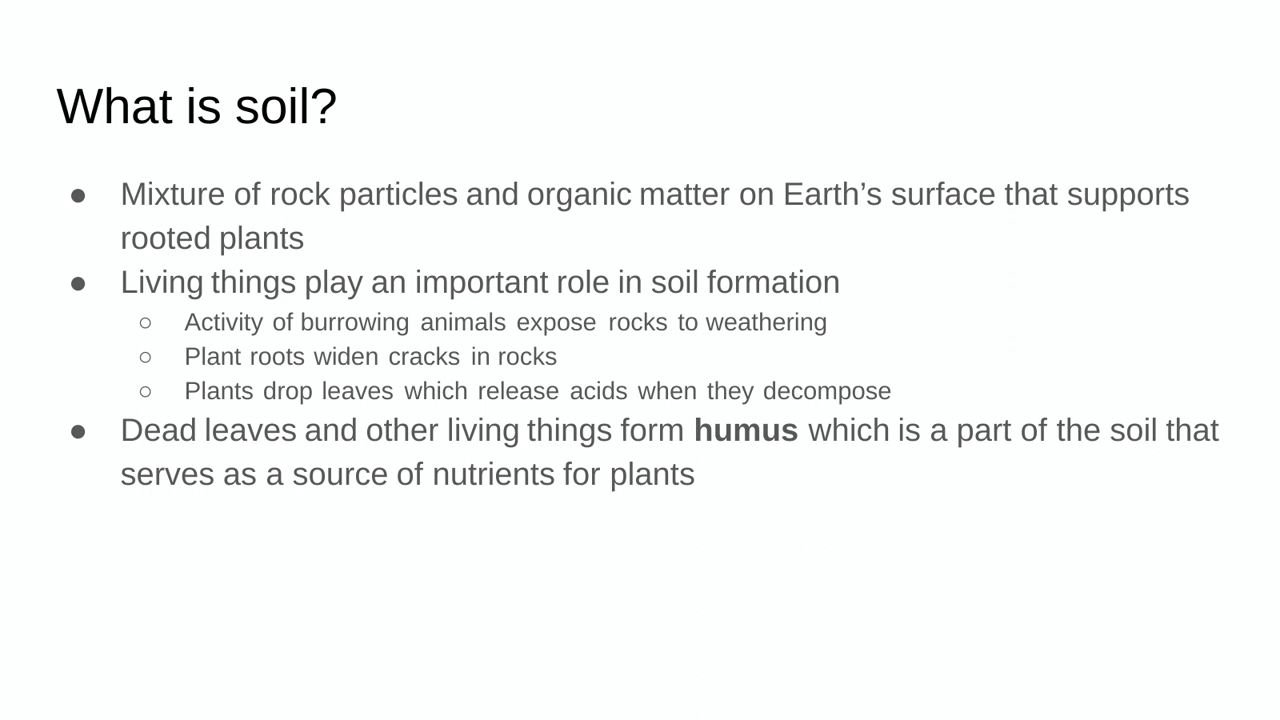 What is soil?
● Mixture of rock particles and organic matter on Earth’s surface that supports
rooted plants
● Living things play an important role in soil formation
○ Activity of burrowing animals expose rocks to weathering
○ Plant roots widen cracks in rocks
○ Plants drop leaves which release acids when they decompose
● Dead leaves and other living things form humus which is a part of the soil that
serves as a source of nutrients for plants